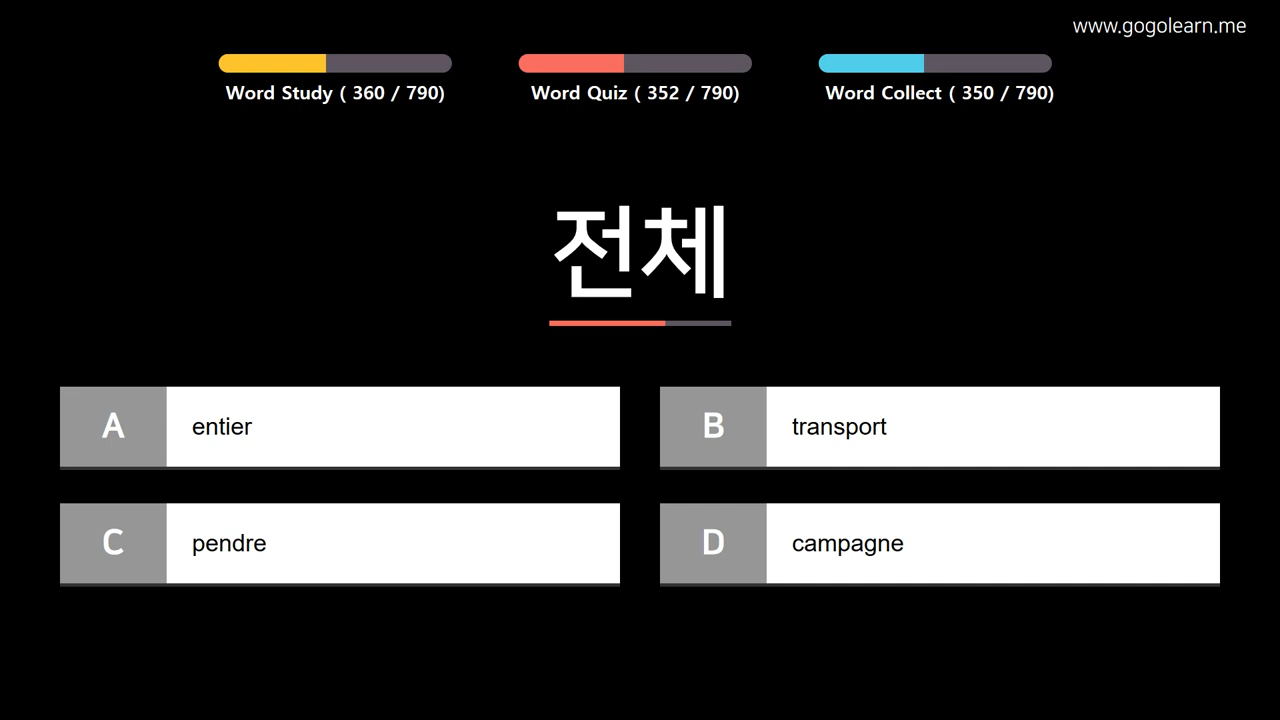 www.gogolearn.me
Word Study ( 360 / 790)
Word Quiz ( 352 / 790)
Word Collect ( 350 / 790)
전체
A entier
B transport
C pendre
D campagne